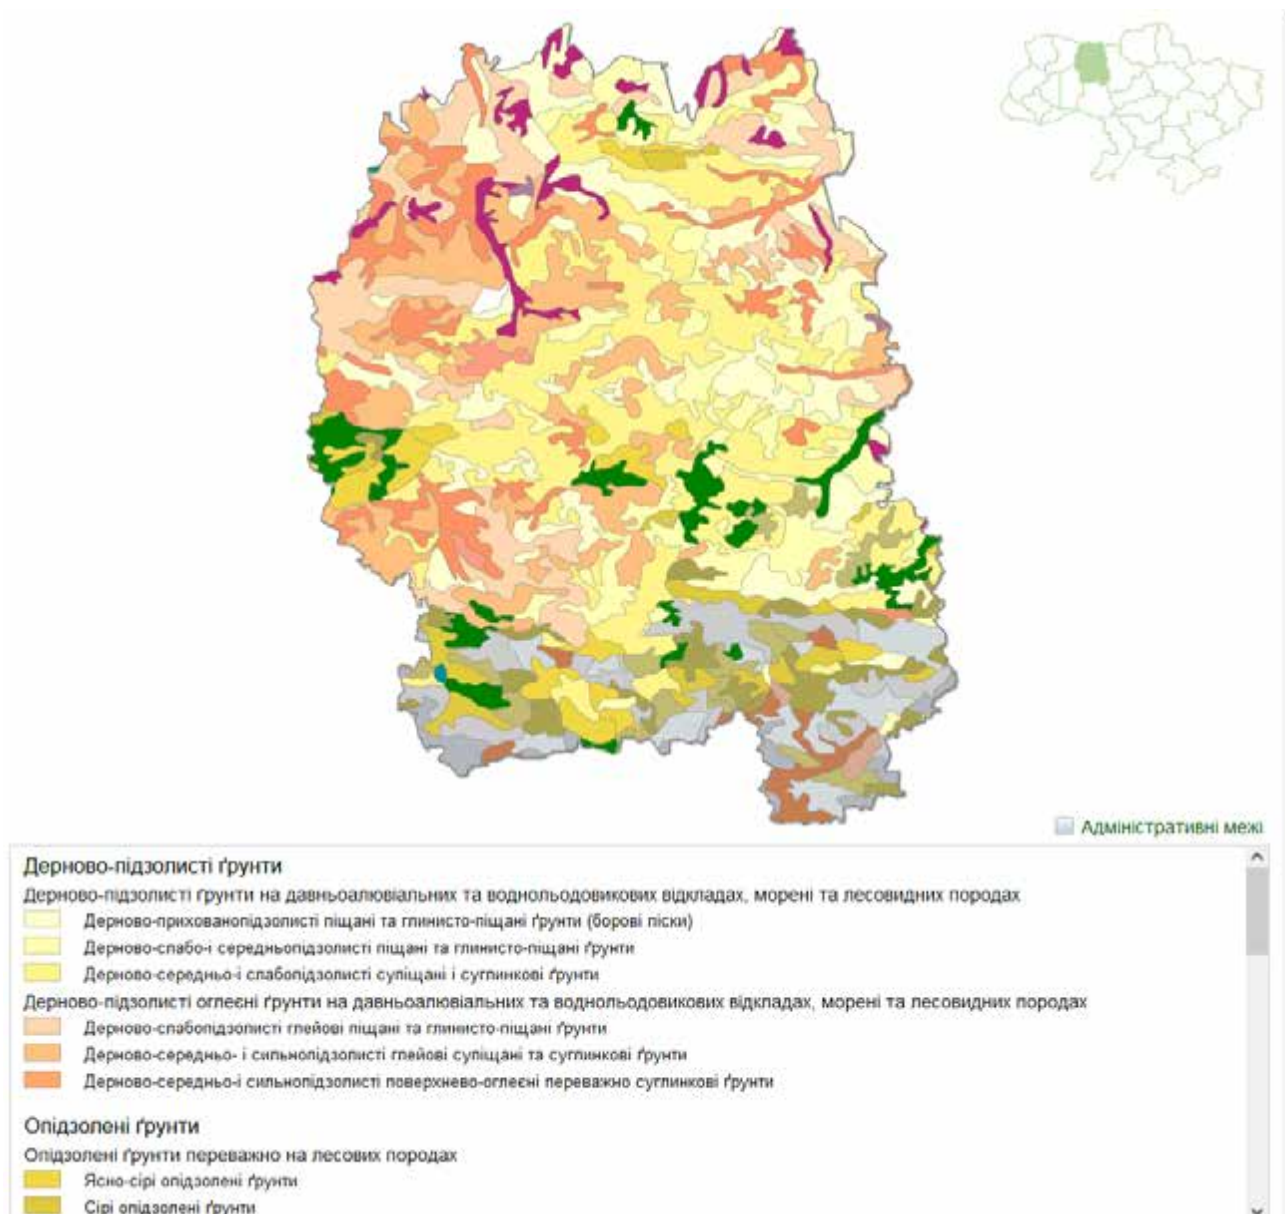 Адміністративні межі
Дерново-підзолисті ґрунти
Дерново-підзолисті ґрунти на давньоалювіальних та воднольодовикових відкладах, морені та лесовидних породах
Дерново-прихованопідзолисті піщані та глинисто-піщані ґрунти (борові піски)
Дерново-слабо-і середньопідзолисті піщані та глинисто-піщані ґрунти
Дерново-середньо-і слабопідзолисті супіщані і суглинкові ґрунти
Дерново-підзолисті оглеєні ґрунти на давньоалювіальних та воднольодовикових відкладах, морені та лесовидних породах
Дерново-слабопідзолисті глейові піщані та глинисто-піщані ґрунти
Дерново-середньо- і сильнопідзолисті глейові супіщані та суглинкові ґрунти
Дерново-середньо-і сильнопідзолисті поверхнево-оглеєні переважно суглинкові ґрунти
Опідзолені ґрунти
Опідзолені ґрунти переважно на лесових породах
Ясно-сірі опідзолені ґрунти
Сірі опідзолені ґрунти